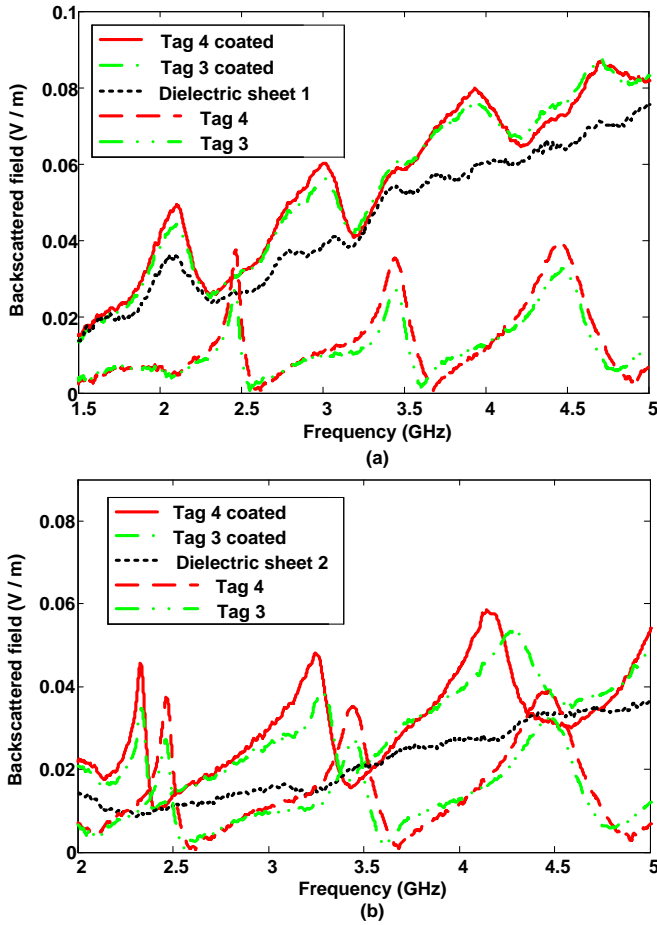 0.1
0.08
0.06
0.04
0.02
0
Backscattered field (V / m)
Tag 4 coated
Tag 3 coated
Dielectric sheet 1
Tag 4
Tag 3
1.5 2 2.5 3 3.5 4 4.5 5
Frequency (GHz)
(a)
0.08
0.06
0.04
0.02
0
Backscattered field (V / m)
Tag 4 coated
Tag 3 coated
Dielectric sheet 2
Tag 4
Tag 3
2 2.5 3 3.5 4 4.5 5
Frequency (GHz)
(b)